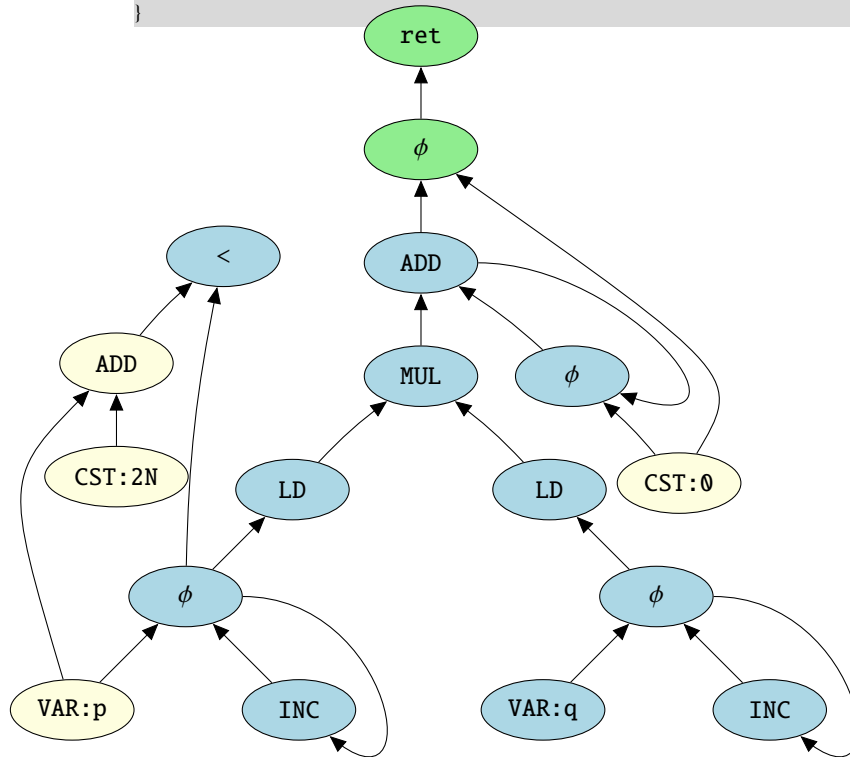 }
ret
ϕ
<
ADD
ADD
MUL
ϕ
CST:2N
LD
LD
CST:0
ϕ
ϕ
VAR:p
INC
VAR:q
INC